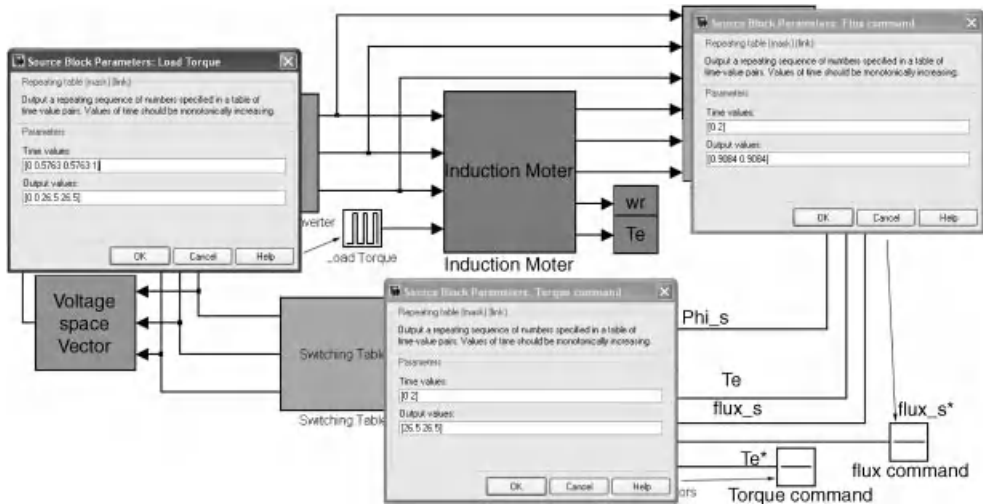 Source Block Parameters: Load Torque
Repeating table (mask) (link)
Output a repeating sequence of numbers specified in a table of
time-value pairs. Values of time should be monotonically increasing.
Parameters
Time values:
[0 0.5763 0.5763 1]
Output values:
[0 0 26.5 26.5]
OK
Cancel
Help
Source Block Parameters: Flux command
Repeating table (mask) (link)
Output a repeating sequence of numbers specified in a table of
time-value pairs. Values of time should be monotonically increasing.
Parameters
Time values:
[0 2]
Output values:
[0.9084 0.9084]
OK
Cancel
Help
Induction Moter
Induction Moter
wr
Te
nverter
Load Torque
Voltage
space
Vector
Switching Table
Switching Table
Source Block Parameters: Torque command
Repeating table (mask) (link)
Output a repeating sequence of numbers specified in a table of
time-value pairs. Values of time should be monotonically increasing.
Parameters
Time values:
[0 2]
Output values:
[26.5 26.5]
OK
Cancel
Help
Phi_s
Te
flux_s
flux_s*
flux command
Te*
ors
Torque command